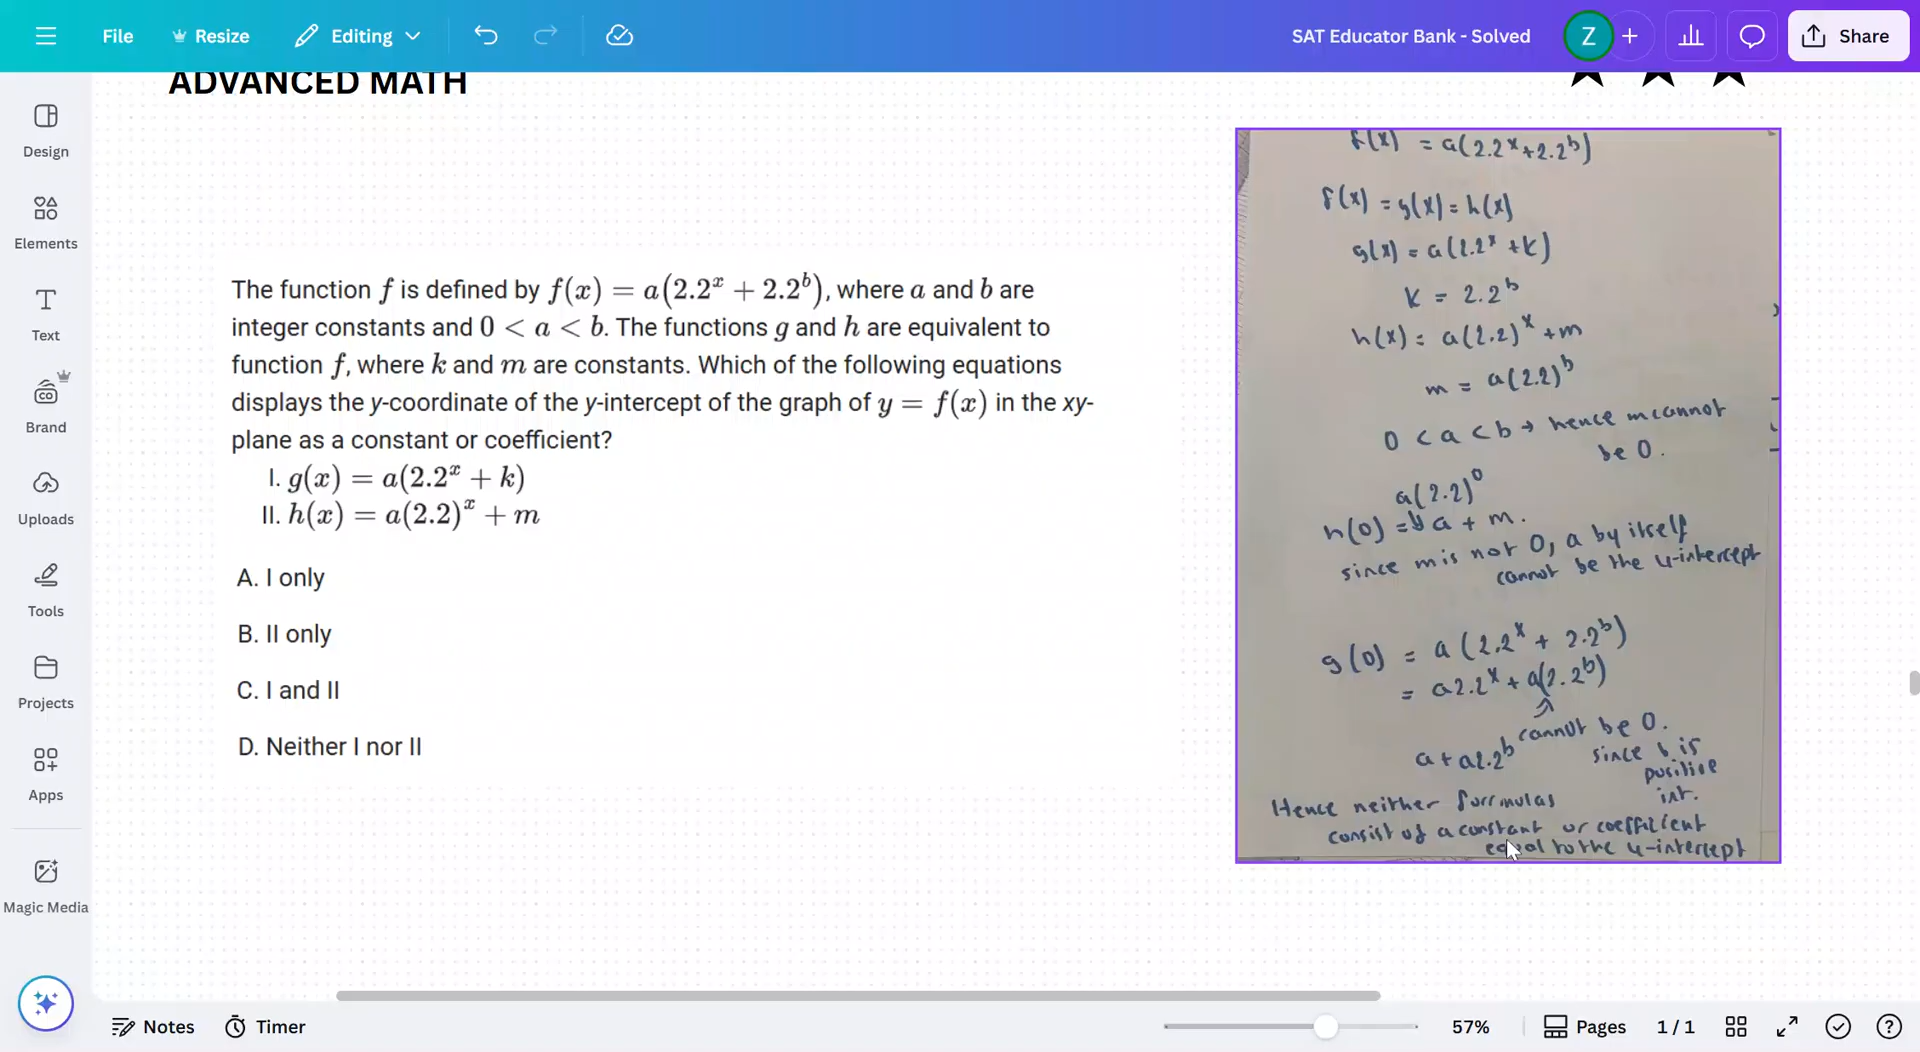 File
Resize
Editing
SAT Educator Bank - Solved
Z
+
Share
ADVANCED MATH
Design
Elements
Text
Brand
Uploads
Tools
Projects
Apps
Magic Media
The function f is defined by f(x) = a(2.2^x + 2.2^b), where a and b are
integer constants and 0 < a < b. The functions g and h are equivalent to
function f, where k and m are constants. Which of the following equations
displays the y-coordinate of the y-intercept of the graph of y = f(x) in the xy-
plane as a constant or coefficient?
I. g(x) = a(2.2^x + k)
II. h(x) = a(2.2)^x + m
A. I only
B. II only
C. I and II
D. Neither I nor II
f(x) = a(2.2^x + 2.2^b)
f(x) = g(x) = h(x)
g(x) = a(2.2^x + k)
k = 2.2^b
h(x) = a(2.2)^x + m
m = a(2.2)^b
0 < a < b → hence m cannot
be 0.
a(2.2)^0
h(0) = a + m.
since m is not 0, a by itself
cannot be the y-intercept
g(0) = a(2.2^x + 2.2^b)
= a2.2^x + a(2.2^b)
cannot be 0.
a + a2.2^b
since b is
positive
int.
Hence neither formulas
consist of a constant or coefficient
equal to the y-intercept
Notes
Timer
57%
Pages
1 / 1